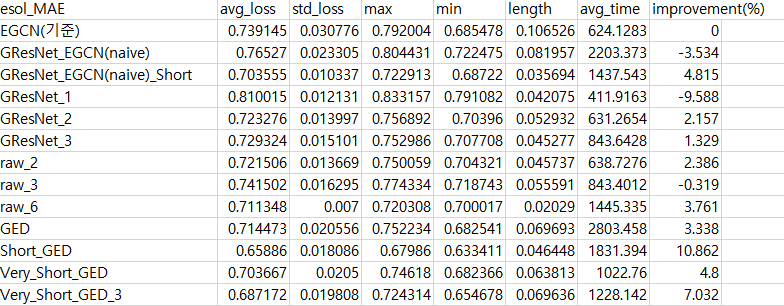 esol_MAE avg_loss std_loss max min length avg_time improvement(%)
EGCN(기준) 0.739145 0.030776 0.792004 0.685478 0.106526 624.1283 0
GResNet_EGCN(naive) 0.76527 0.023305 0.804431 0.722475 0.081957 2203.373 -3.534
GResNet_EGCN(naive)_Short 0.703555 0.010337 0.722913 0.68722 0.035694 1437.543 4.815
GResNet_1 0.810015 0.012131 0.833157 0.791082 0.042075 411.9163 -9.588
GResNet_2 0.723276 0.013997 0.756892 0.70396 0.052932 631.2654 2.157
GResNet_3 0.729324 0.015101 0.752986 0.707708 0.045277 843.6428 1.329
raw_2 0.721506 0.013669 0.750059 0.704321 0.045737 638.7276 2.386
raw_3 0.741502 0.016295 0.774334 0.718743 0.055591 843.4012 -0.319
raw_6 0.711348 0.007 0.720308 0.700017 0.02029 1445.335 3.761
GED 0.714473 0.020556 0.752234 0.682541 0.069693 2803.458 3.338
Short_GED 0.65886 0.018086 0.67986 0.633411 0.046448 1831.394 10.862
Very_Short_GED 0.703667 0.0205 0.74618 0.682366 0.063813 1022.76 4.8
Very_Short_GED_3 0.687172 0.019808 0.724314 0.654678 0.069636 1228.142 7.032